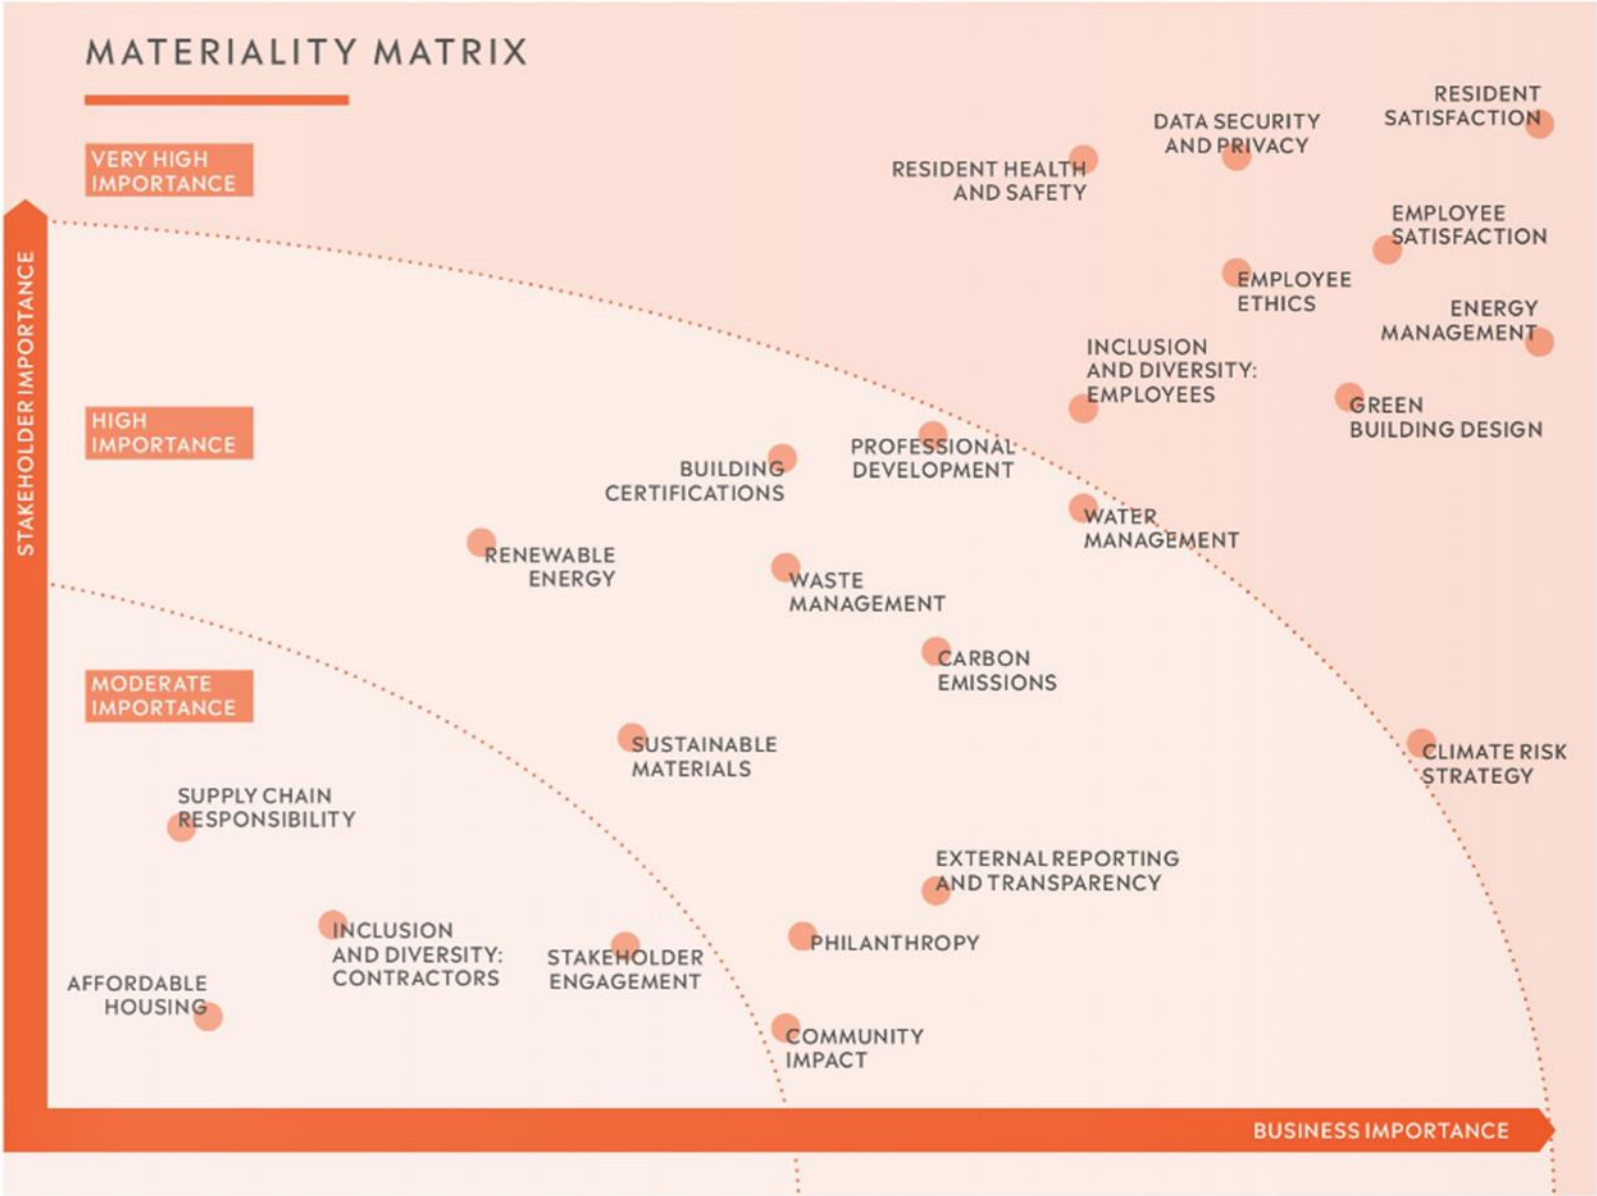 MATERIALITY MATRIX
VERY HIGH
IMPORTANCE
RESIDENT
SATISFACTION
DATA SECURITY
AND PRIVACY
RESIDENT HEALTH
AND SAFETY
EMPLOYEE
SATISFACTION
EMPLOYEE
ETHICS
ENERGY
MANAGEMENT
INCLUSION
AND DIVERSITY:
EMPLOYEES
GREEN
BUILDING DESIGN
STAKEHOLDER IMPORTANCE
HIGH
IMPORTANCE
PROFESSIONAL
DEVELOPMENT
BUILDING
CERTIFICATIONS
WATER
MANAGEMENT
RENEWABLE
ENERGY
WASTE
MANAGEMENT
CARBON
EMISSIONS
MODERATE
IMPORTANCE
SUSTAINABLE
MATERIALS
CLIMATE RISK
STRATEGY
SUPPLY CHAIN
RESPONSIBILITY
EXTERNAL REPORTING
AND TRANSPARENCY
INCLUSION
AND DIVERSITY:
CONTRACTORS
STAKEHOLDER
ENGAGEMENT
PHILANTHROPY
AFFORDABLE
HOUSING
COMMUNITY
IMPACT
BUSINESS IMPORTANCE